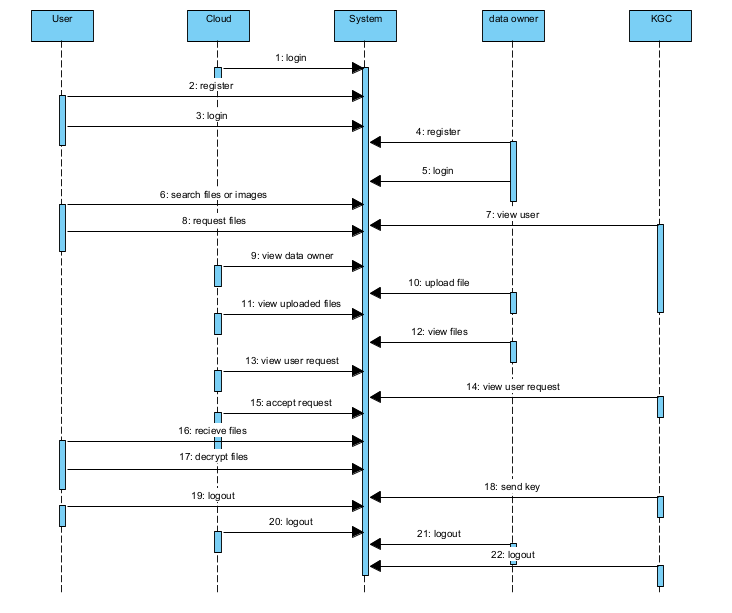 User
Cloud
System
data owner
KGC
1: login
2: register
3: login
4: register
5: login
6: search files or images
7: view user
8: request files
9: view data owner
10: upload file
11: view uploaded files
12: view files
13: view user request
14: view user request
15: accept request
16: recieve files
17: decrypt files
18: send key
19: logout
20: logout
21: logout
22: logout